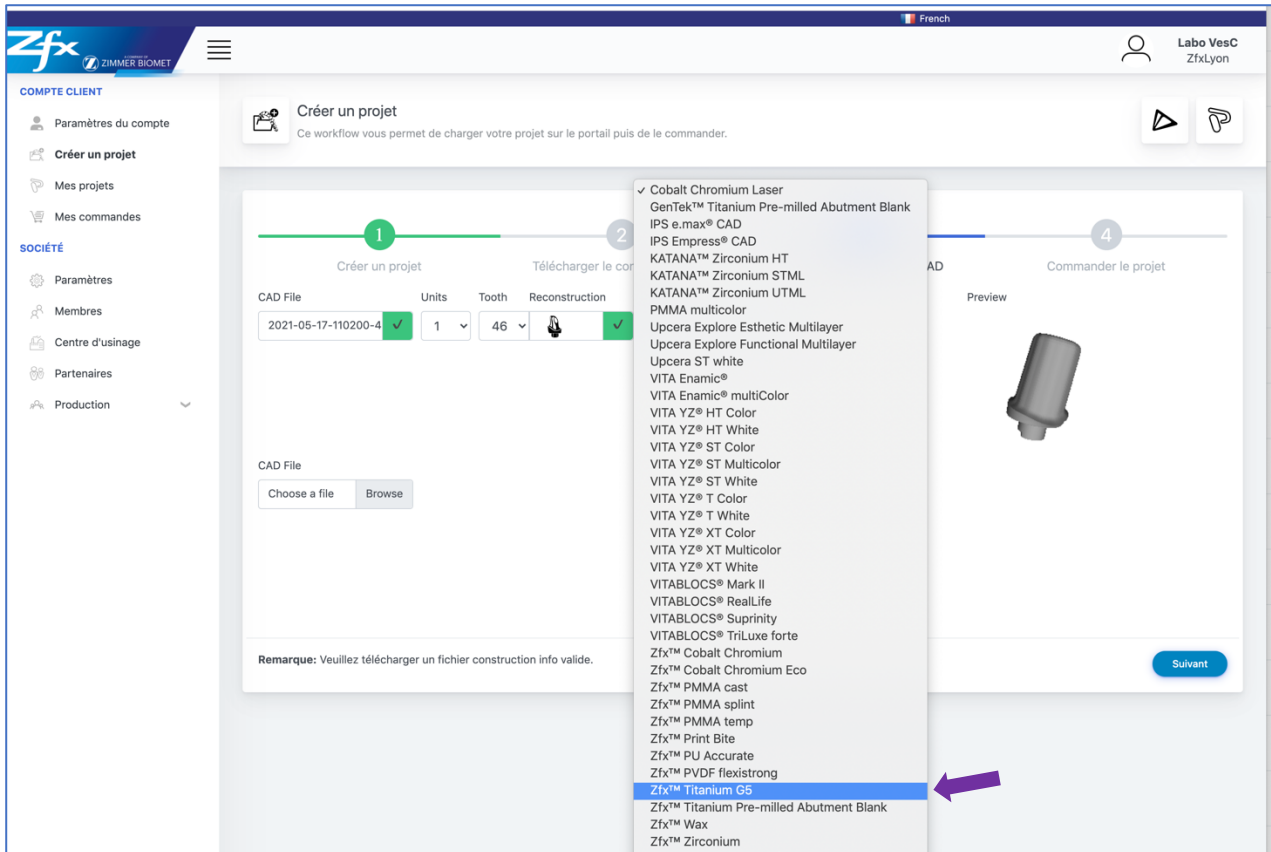 French
Zfx
A COMPANY OF
ZIMMER BIOMET
Labo VesC
ZfxLyon
COMPTE CLIENT
Paramètres du compte
Créer un projet
Mes projets
Mes commandes
SOCIÉTÉ
Paramètres
Membres
Centre d'usinage
Partenaires
Production
Créer un projet
Ce workflow vous permet de charger votre projet sur le portail puis de le commander.
1
2
4
Créer un projet
Télécharger le con
AD
Commander le projet
CAD File
Units
Tooth
Reconstruction
Preview
2021-05-17-110200-4
1
46
CAD File
Choose a file
Browse
Remarque: Veuillez télécharger un fichier construction info valide.
Suivant
✓ Cobalt Chromium Laser
GenTek™ Titanium Pre-milled Abutment Blank
IPS e.max® CAD
IPS Empress® CAD
KATANA™ Zirconium HT
KATANA™ Zirconium STML
KATANA™ Zirconium UTML
PMMA multicolor
Upcera Explore Esthetic Multilayer
Upcera Explore Functional Multilayer
Upcera ST white
VITA Enamic®
VITA Enamic® multiColor
VITA YZ® HT Color
VITA YZ® HT White
VITA YZ® ST Color
VITA YZ® ST Multicolor
VITA YZ® ST White
VITA YZ® T Color
VITA YZ® T White
VITA YZ® XT Color
VITA YZ® XT Multicolor
VITA YZ® XT White
VITABLOCS® Mark II
VITABLOCS® RealLife
VITABLOCS® Suprinity
VITABLOCS® TriLuxe forte
Zfx™ Cobalt Chromium
Zfx™ Cobalt Chromium Eco
Zfx™ PMMA cast
Zfx™ PMMA splint
Zfx™ PMMA temp
Zfx™ Print Bite
Zfx™ PU Accurate
Zfx™ PVDF flexistrong
Zfx™ Titanium G5
Zfx™ Titanium Pre-milled Abutment Blank
Zfx™ Wax
Zfx™ Zirconium